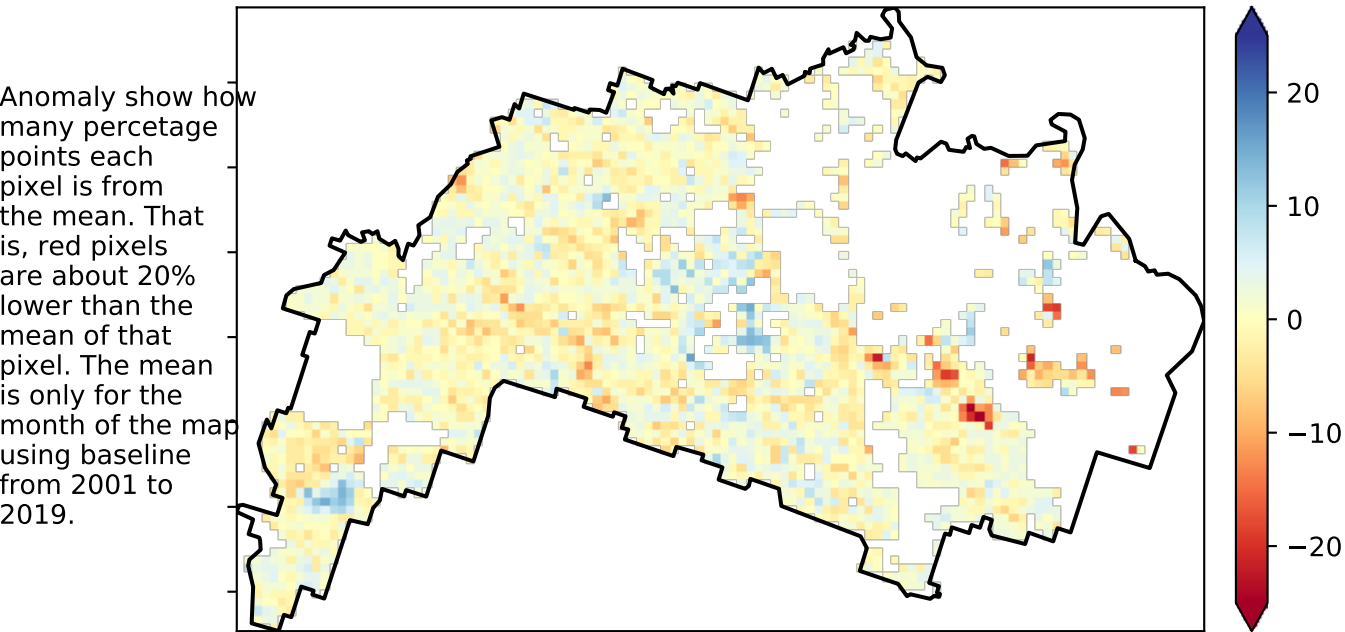 Anomaly show how
many percetage
points each
pixel is from
the mean. That
is, red pixels
are about 20%
lower than the
mean of that
pixel. The mean
is only for the
month of the map
using baseline
from 2001 to
2019.
20
10
0
−10
−20